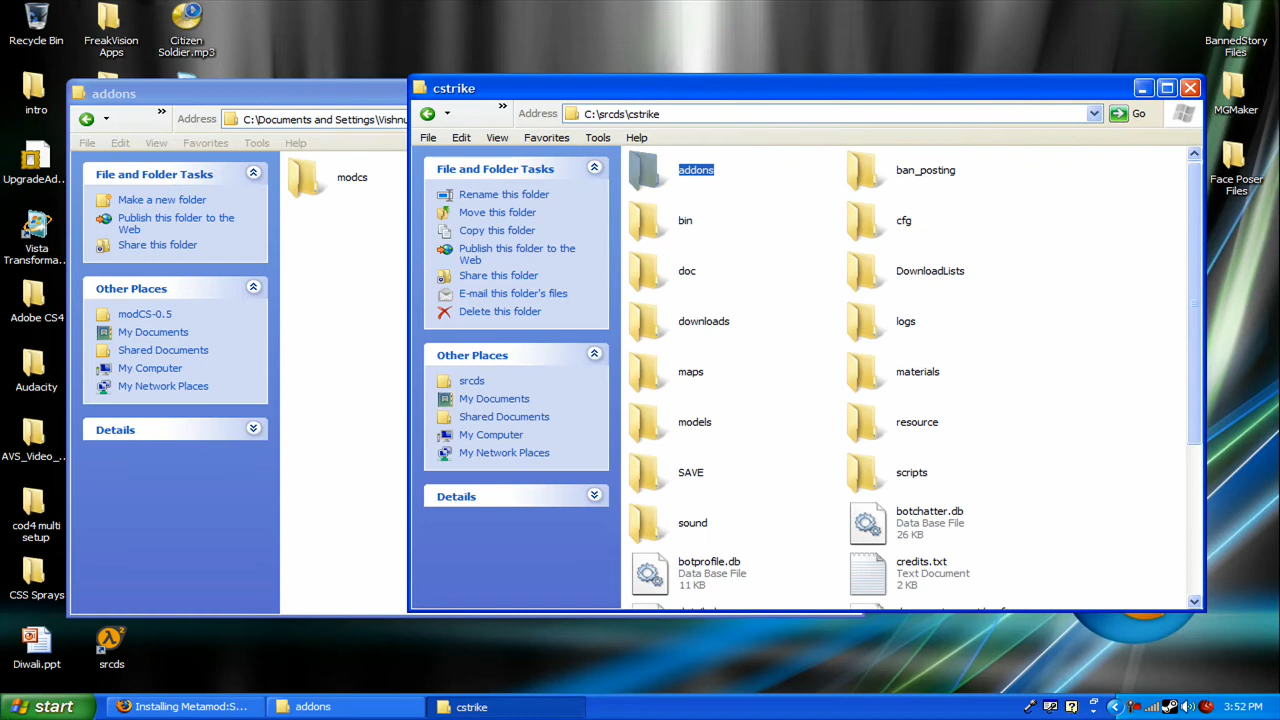 Recycle Bin
FreakVision
Apps
Citizen
Soldier.mp3
intro
UpgradeAd...
Vista
Transforma...
Adobe CS4
Audacity
AVS_Video_...
cod4 multi
setup
CSS Sprays
Diwali.ppt
srcds
BannedStory
Files
MGMaker
Face Poser
Files
addons
»
Address
C:\Documents and Settings\Vishnu
File Edit View Favorites Tools Help
File and Folder Tasks
Make a new folder
Publish this folder to the
Web
Share this folder
Other Places
modCS-0.5
My Documents
Shared Documents
My Computer
My Network Places
Details
modcs
cstrike
»
Address
C:\srcds\cstrike
Go
File Edit View Favorites Tools Help
File and Folder Tasks
Rename this folder
Move this folder
Copy this folder
Publish this folder to the
Web
Share this folder
E-mail this folder's files
Delete this folder
Other Places
srcds
My Documents
Shared Documents
My Computer
My Network Places
Details
addons
ban_posting
bin
cfg
doc
DownloadLists
downloads
logs
maps
materials
models
resource
SAVE
scripts
sound
botchatter.db
Data Base File
26 KB
botprofile.db
Data Base File
11 KB
credits.txt
Text Document
2 KB
start
Installing Metamod:S...
addons
cstrike
3:52 PM